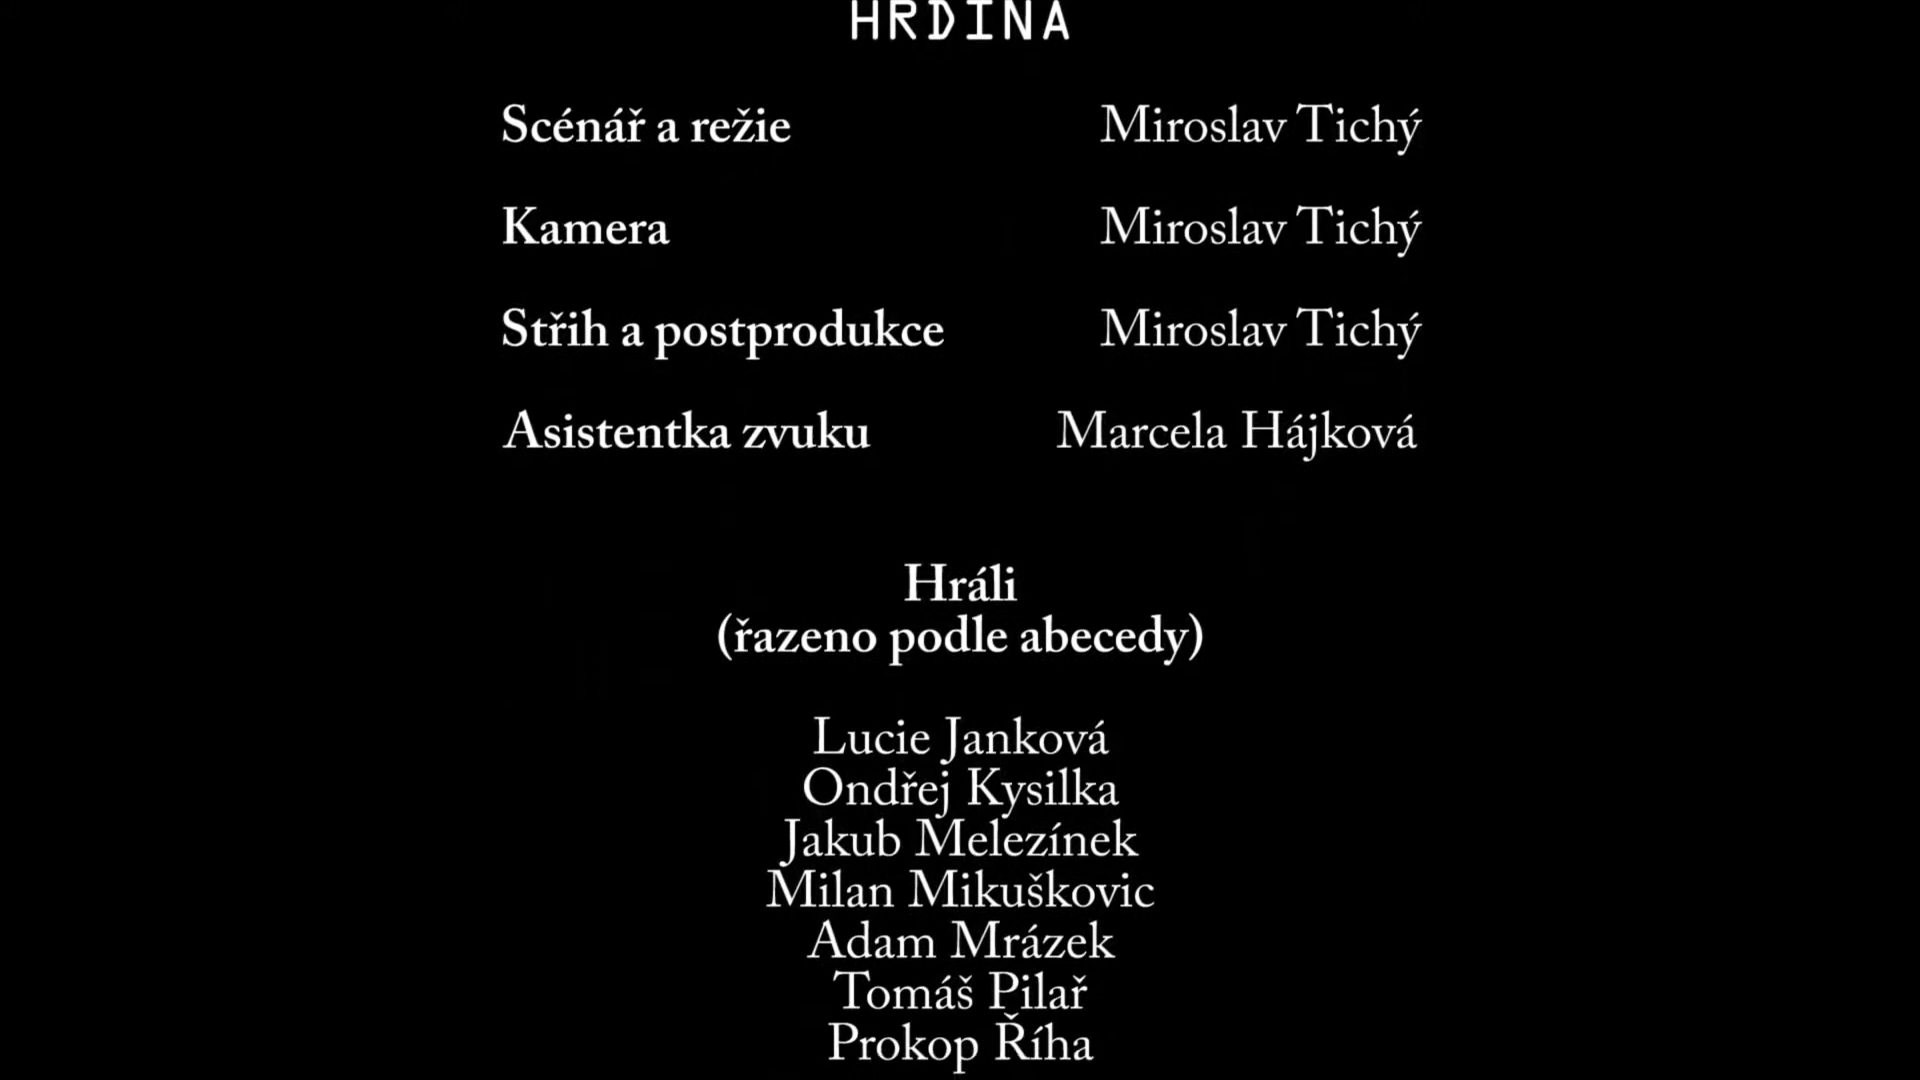 HRDINA
Scénář a režie Miroslav Tichý
Kamera Miroslav Tichý
Střih a postprodukce Miroslav Tichý
Asistentka zvuku Marcela Hájková
Hráli
(řazeno podle abecedy)
Lucie Janková
Ondřej Kysilka
Jakub Melezínek
Milan Mikuškovic
Adam Mrázek
Tomáš Pilař
Prokop Říha